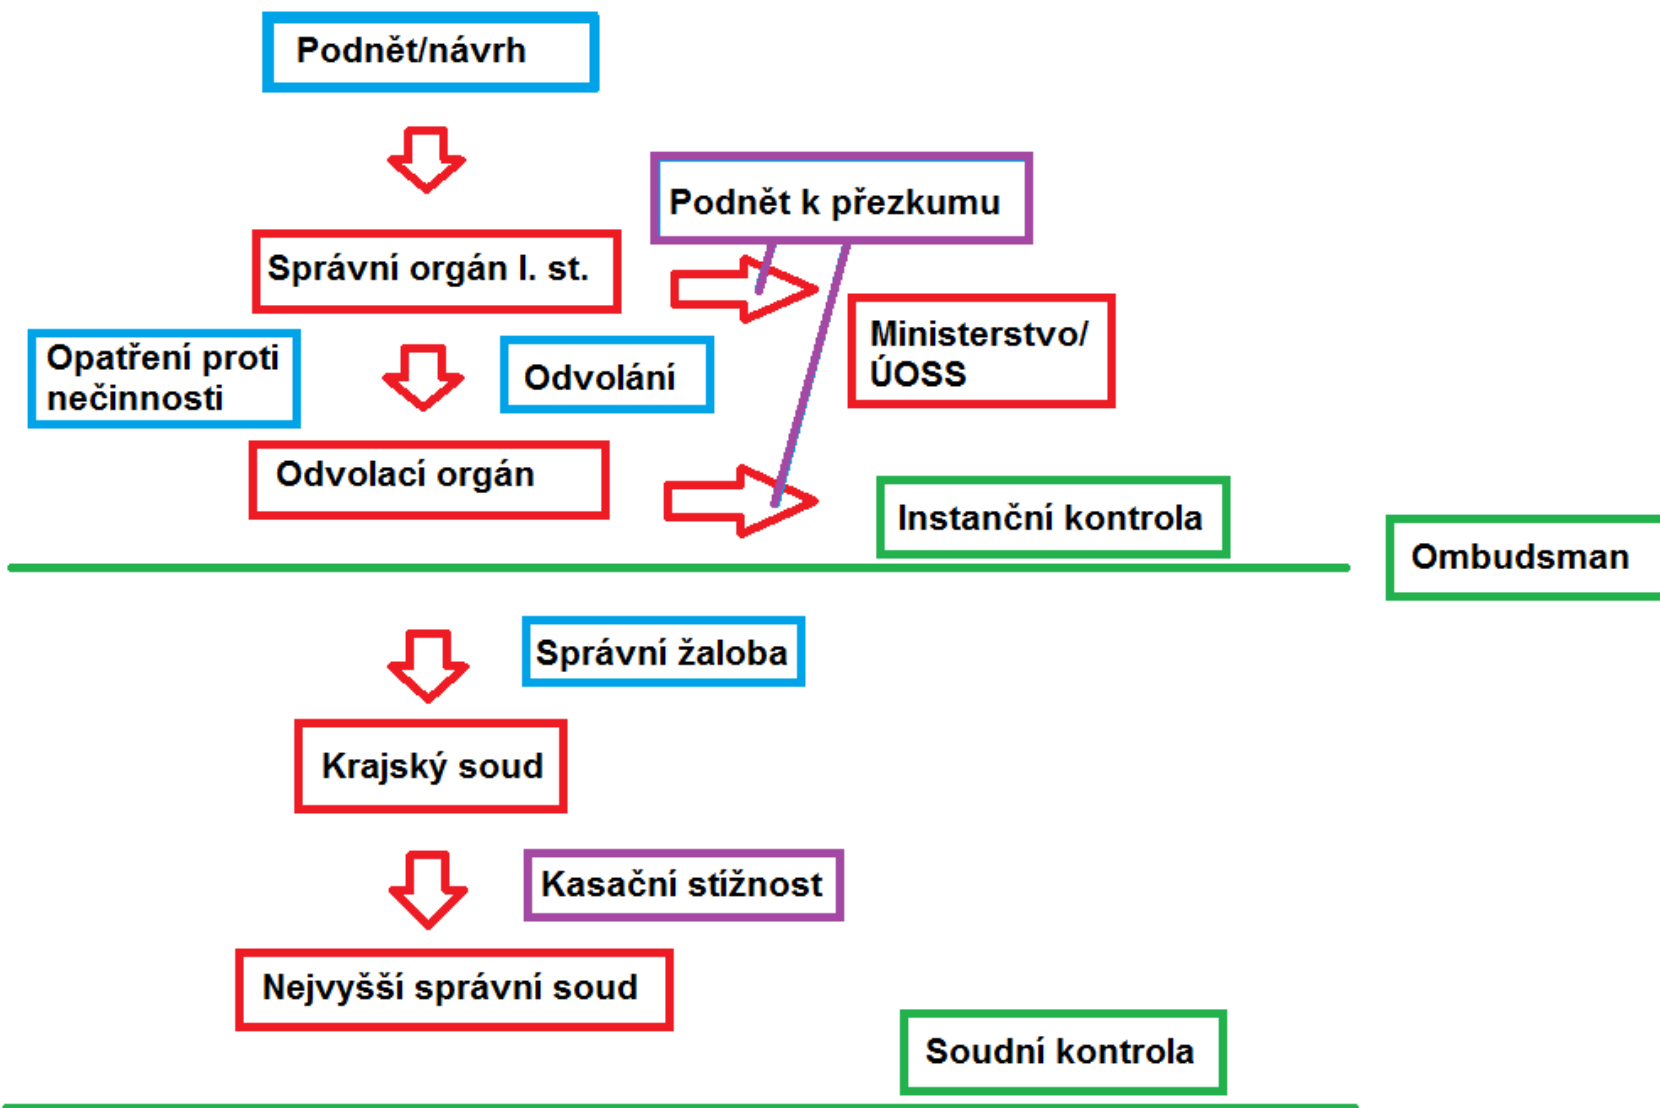 Podnět/návrh
Podnět k přezkumu
Správní orgán I. st.
Ministerstvo/
ÚOSS
Opatření proti
nečinnosti
Odvolání
Odvolací orgán
Instanční kontrola
Ombudsman
Správní žaloba
Krajský soud
Kasační stížnost
Nejvyšší správní soud
Soudní kontrola